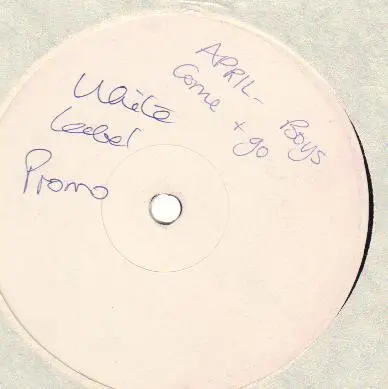 White
Label
Promo
APRIL - Boys
Come + go